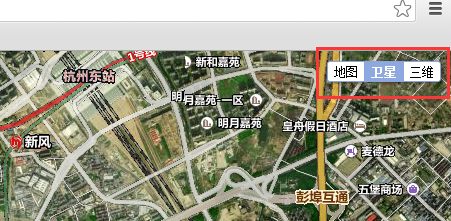 1号线
新和嘉苑
地图 卫星 三维
杭州东站
明月嘉苑一区
明月嘉苑
皇舟假日酒店
新风
麦德龙
五堡商场
彭埠互通